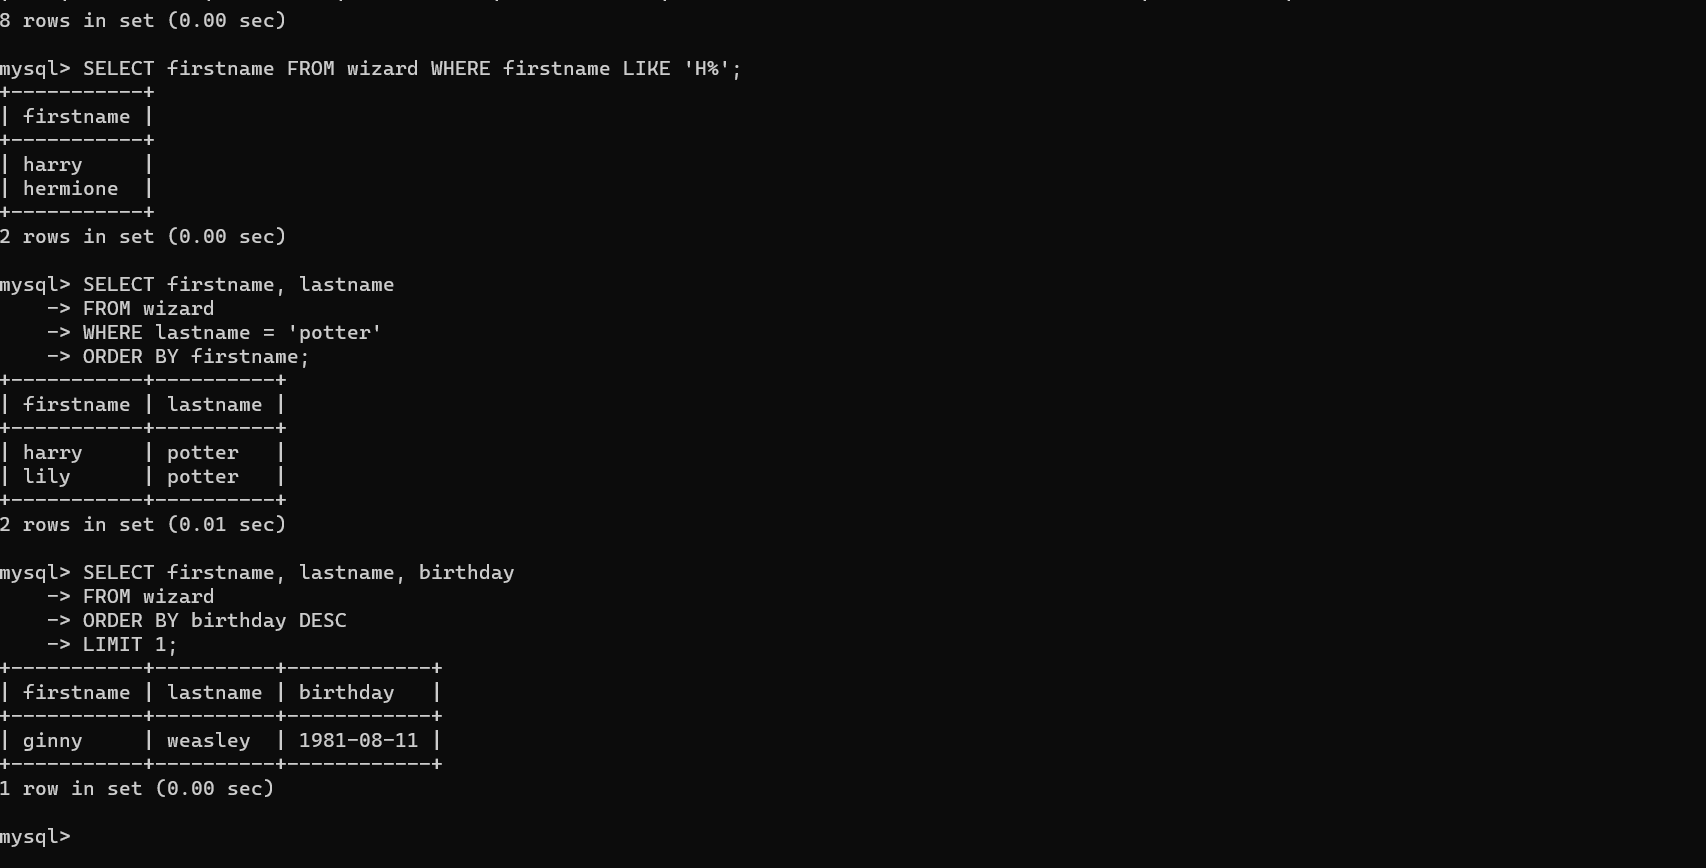 8 rows in set (0.00 sec)
mysql> SELECT firstname FROM wizard WHERE firstname LIKE 'H%';
+-----------+
| firstname |
+-----------+
| harry     |
| hermione  |
+-----------+
2 rows in set (0.00 sec)
mysql> SELECT firstname, lastname
    -> FROM wizard
    -> WHERE lastname = 'potter'
    -> ORDER BY firstname;
+-----------+----------+
| firstname | lastname |
+-----------+----------+
| harry     | potter   |
| lily      | potter   |
+-----------+----------+
2 rows in set (0.01 sec)
mysql> SELECT firstname, lastname, birthday
    -> FROM wizard
    -> ORDER BY birthday DESC
    -> LIMIT 1;
+-----------+----------+------------+
| firstname | lastname | birthday   |
+-----------+----------+------------+
| ginny     | weasley  | 1981-08-11 |
+-----------+----------+------------+
1 row in set (0.00 sec)
mysql>